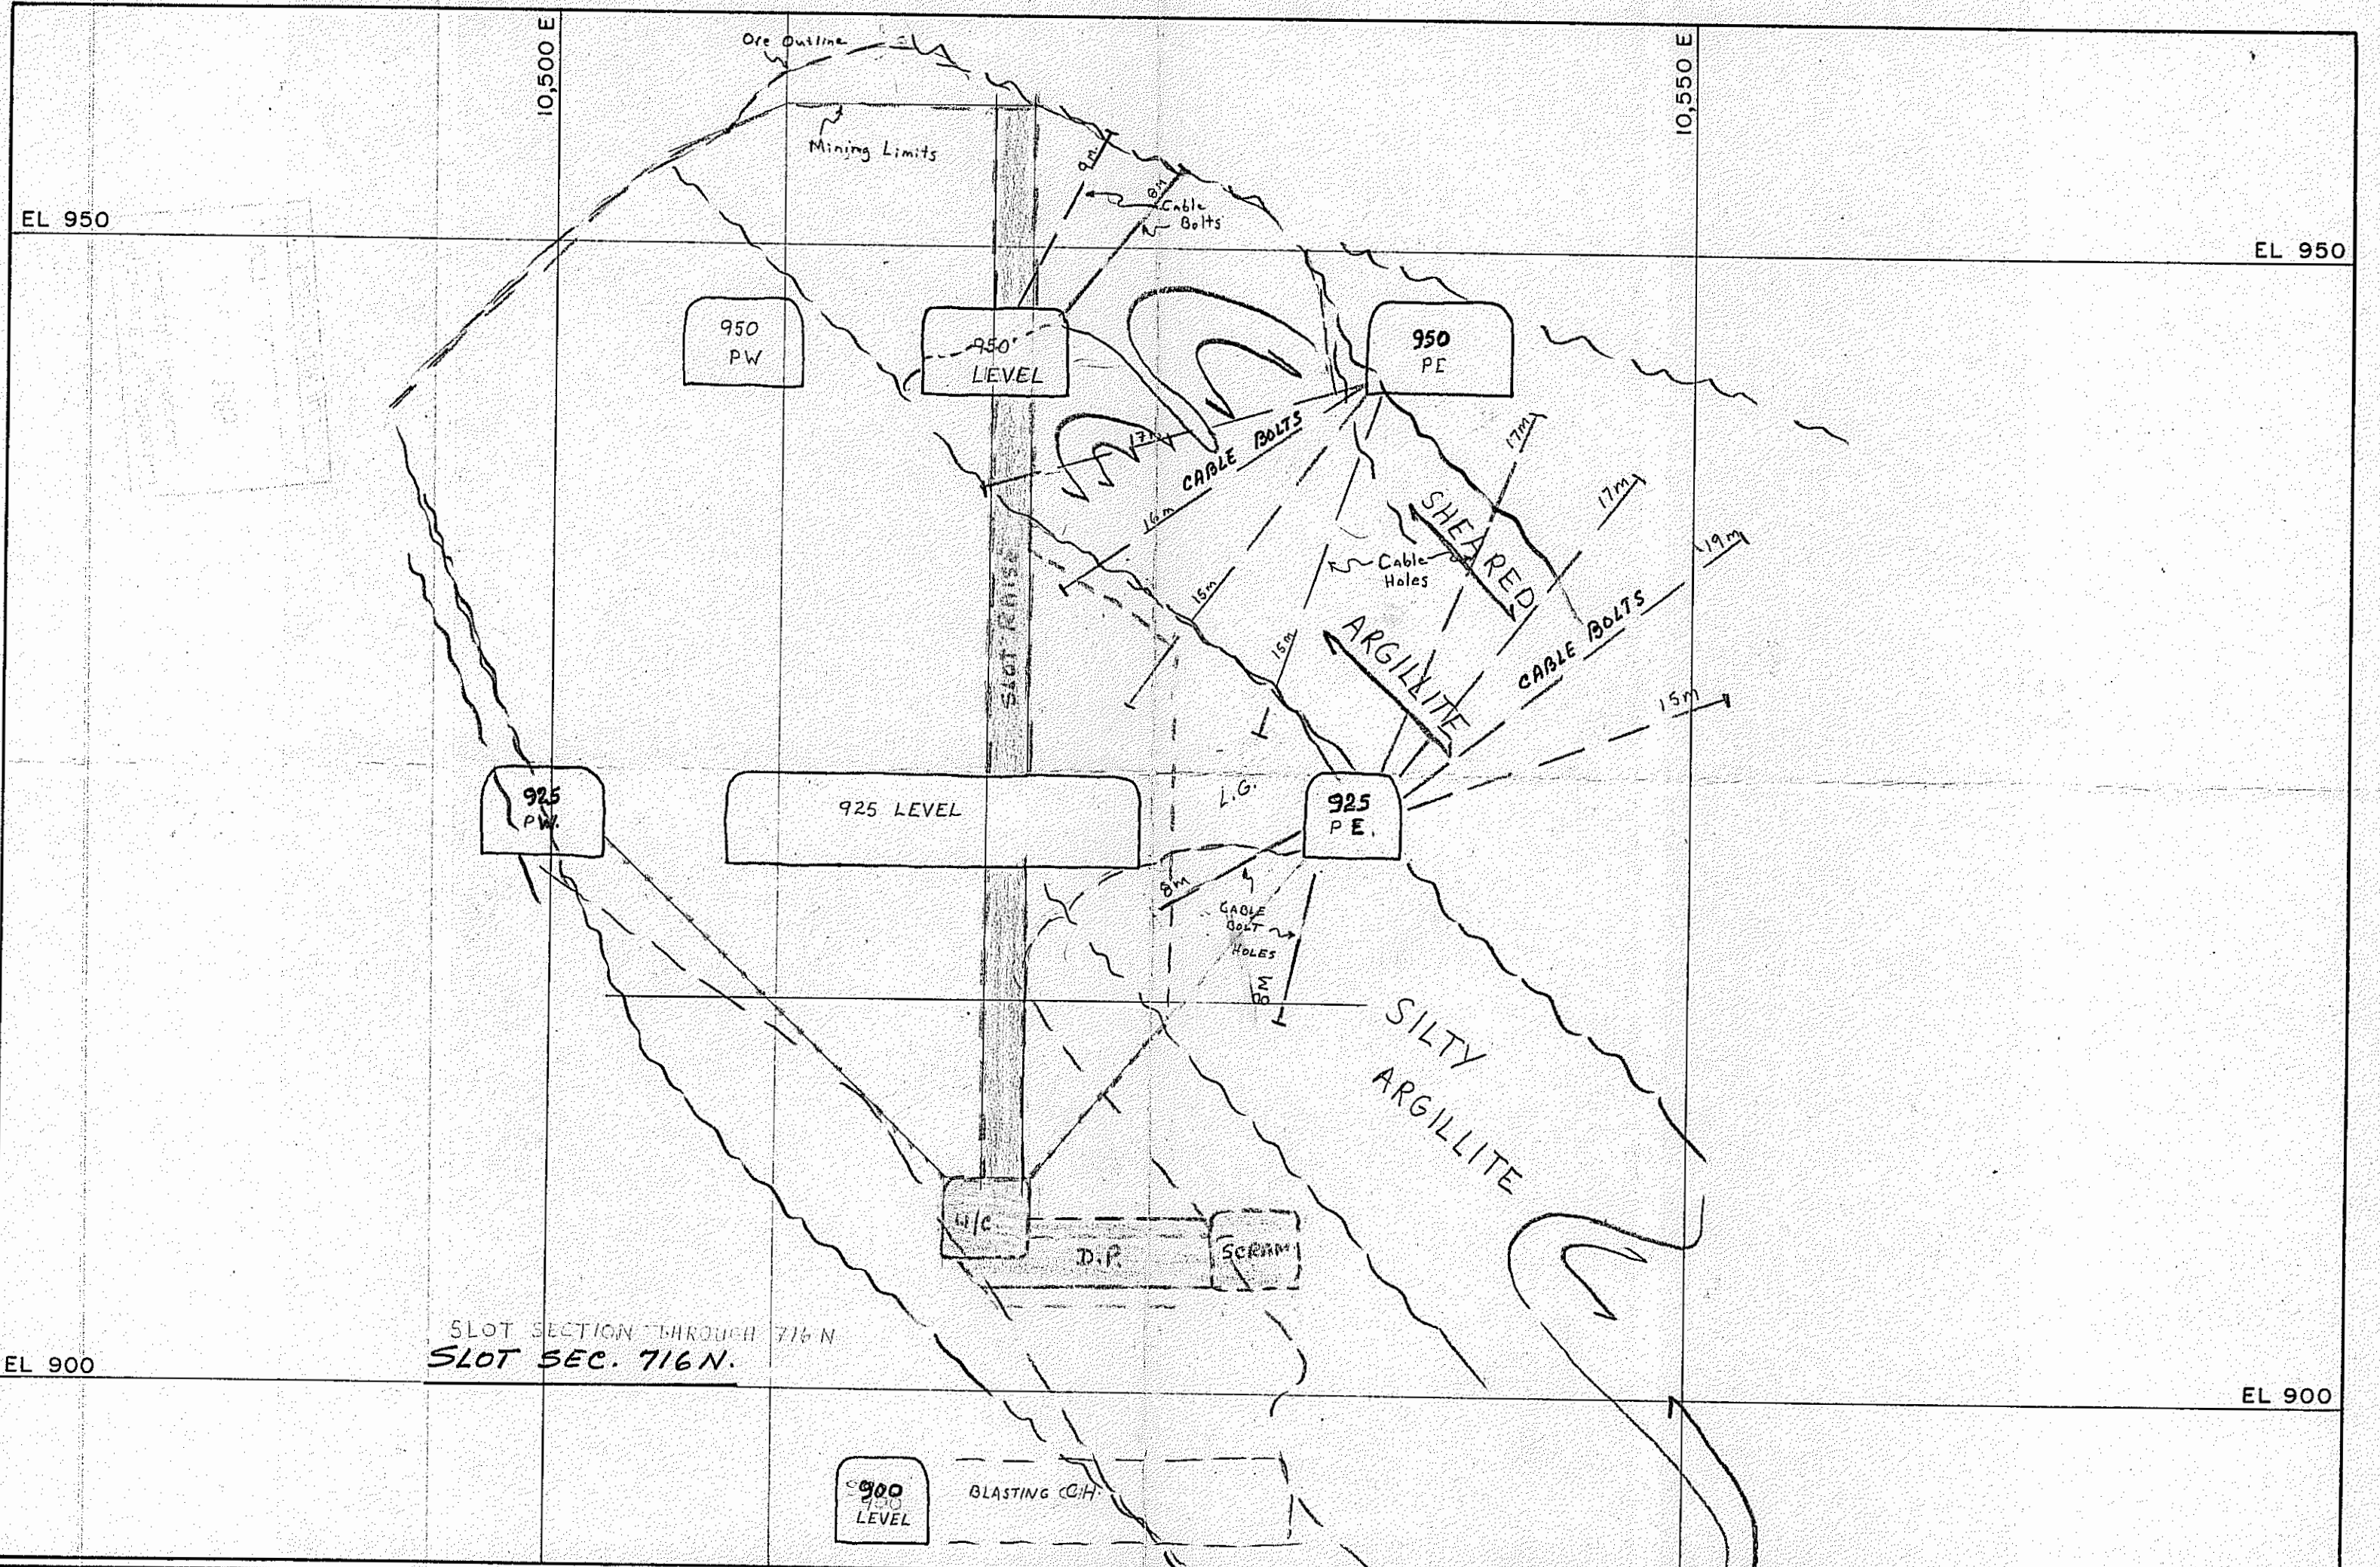 10,500 E
10,550 E
Ore Outline
Mining Limits
9m
8m
Cable
Bolts
EL 950
EL 950
950
PW
950
LEVEL
950
PE
17m
CABLE BOLTS
16m
15m
15m
17m
17m
19m
SHEARED
Cable
Holes
ARGILLITE
CABLE BOLTS
15m
SLOT RAISE
925
PW.
925 LEVEL
L.G.
925
P E.
8m
CABLE
BOLT
HOLES
8M
SILTY
ARGILLITE
U/C
D.P.
SCRAM
SLOT SECTION THROUGH 716 N
SLOT SEC. 716 N.
EL 900
EL 900
900
LEVEL
BLASTING